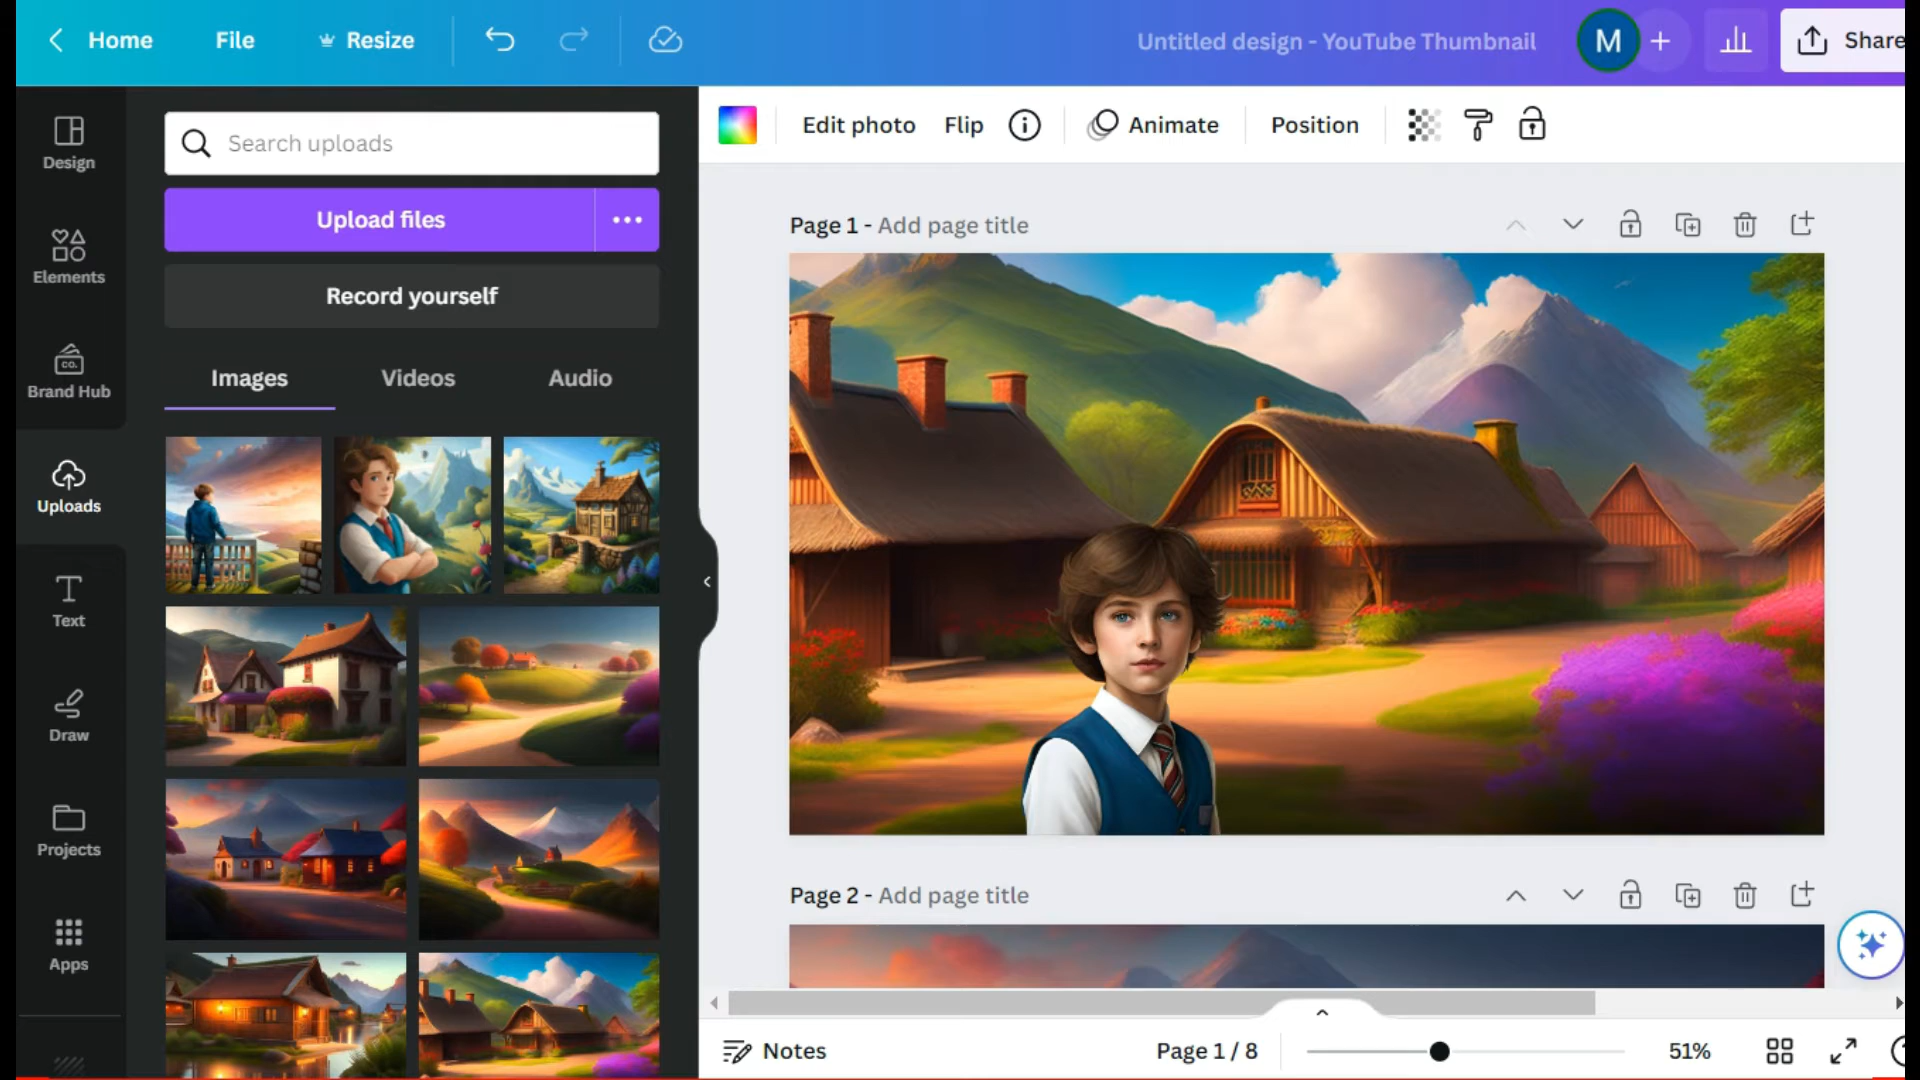 Home File Resize Untitled design - YouTube Thumbnail M Share
Design
Elements
CO.
Brand Hub
Uploads
Text
Draw
Projects
Apps
Search uploads
Upload files
Record yourself
Images Videos Audio
Edit photo Flip Animate Position
Page 1 - Add page title
Page 2 - Add page title
Notes Page 1 / 8 51%